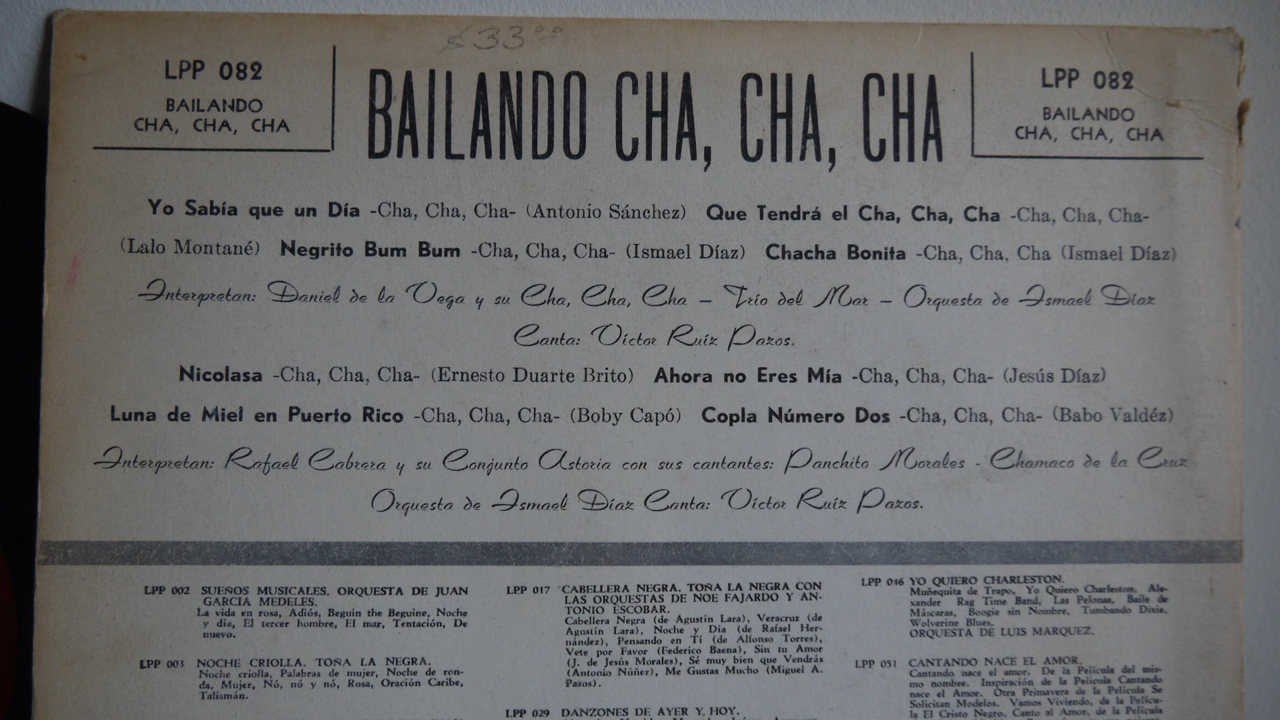 $3300
LPP 082
BAILANDO
CHA, CHA, CHA
BAILANDO CHA, CHA, CHA
LPP 082
BAILANDO
CHA, CHA, CHA
Yo Sabía que un Día -Cha, Cha, Cha- (Antonio Sánchez) Que Tendrá el Cha, Cha, Cha -Cha, Cha, Cha-
(Lalo Montané) Negrito Bum Bum -Cha, Cha, Cha- (Ismael Díaz) Chacha Bonita -Cha, Cha, Cha (Ismael Díaz)
Interpretan: Daniel de la Vega y su Cha, Cha, Cha - Trío del Mar - Orquesta de Ismael Díaz
Canta: Víctor Ruíz Pazos.
Nicolasa -Cha, Cha, Cha- (Ernesto Duarte Brito) Ahora no Eres Mía -Cha, Cha, Cha- (Jesús Díaz)
Luna de Miel en Puerto Rico -Cha, Cha, Cha- (Boby Capó) Copla Número Dos -Cha, Cha, Cha- (Babo Valdéz)
Interpretan: Rafael Cabrera y su Conjunto Astoria con sus cantantes: Panchito Morales - Chamaco de la Cruz
Orquesta de Ismael Díaz Canta: Víctor Ruíz Pazos.
LPP 002 SUEÑOS MUSICALES. ORQUESTA DE JUAN
GARCIA MEDELES.
La vida en rosa, Adiós, Beguin the Beguine, Noche
y día, El tercer hombre, El mar, Tentación, De
nuevo.
LPP 003 NOCHE CRIOLLA. TOÑA LA NEGRA.
Noche criolla, Palabras de mujer, Noche de ron-
da, Mujer, Nó, nó y nó, Rosa, Oración Caribe,
Talismán.
LPP 017 CABELLERA NEGRA. TOÑA LA NEGRA CON
LAS ORQUESTAS DE NOE FAJARDO Y AN-
TONIO ESCOBAR.
Cabellera Negra (de Agustín Lara), Veracruz (de
Agustín Lara), Noche y Día (de Rafael Her-
nández), Pensando en Tí (de Alfonso Torres),
Vete por Favor (Federico Baena), Sin tu Amor
(J. de Jesús Morales), Sé muy bien que Vendrás
(Antonio Núñez), Me Gustas Mucho (Miguel A.
Pazos).
LPP 029 DANZONES DE AYER Y HOY.
LPP 046 YO QUIERO CHARLESTON.
Muñequita de Trapo, Yo Quiero Charleston, Ale-
xander Rag Time Band, Las Pelonas, Baile de
Máscaras, Boogie sin Nombre, Tumbando Dixie,
Wolverine Blues.
ORQUESTA DE LUIS MARQUEZ.
LPP 051 CANTANDO NACE EL AMOR.
Cantando nace el Amor. De la Película del mis-
mo nombre. Inspiración de la Película Cantando
nace el Amor. Otra Primavera de la Película Se
Solicitan Modelos. Vamos Viviendo, de la Pelícu-
la El Cristo Negro. Canto al Amor, de la Película